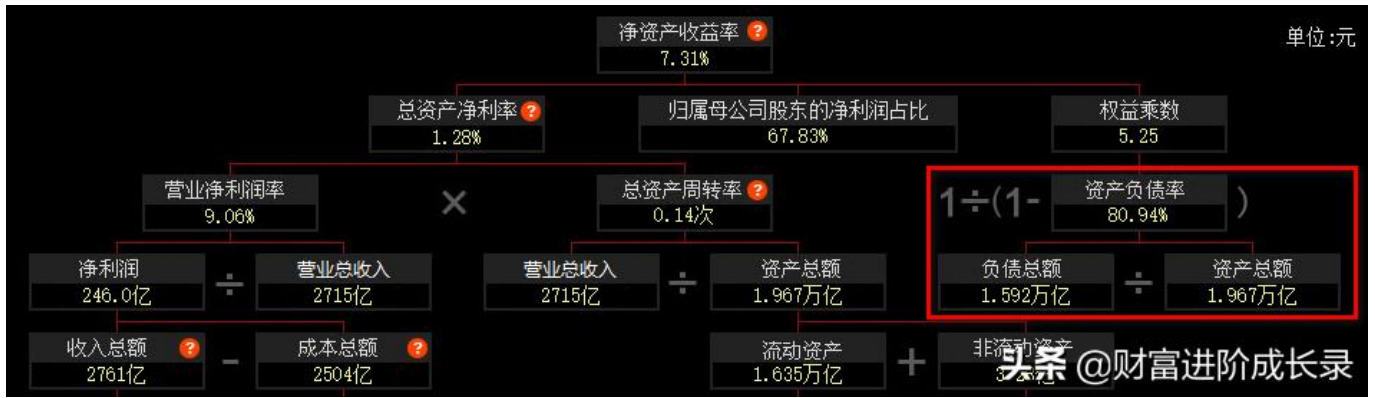 净资产收益率 ?
7.31%
单位:元
总资产净利率 ?
1.28%
归属母公司股东的净利润占比
67.83%
权益乘数
5.25
营业净利润率
9.06%
×
总资产周转率 ?
0.14次
1÷(1-
资产负债率
80.94%
)
净利润
246.0亿
÷
营业总收入
2715亿
营业总收入
2715亿
÷
资产总额
1.967万亿
负债总额
1.592万亿
÷
资产总额
1.967万亿
收入总额 ?
2761亿
-
成本总额 ?
2504亿
流动资产
1.635万亿
+
非流动资产
头条 @财富进阶成长录